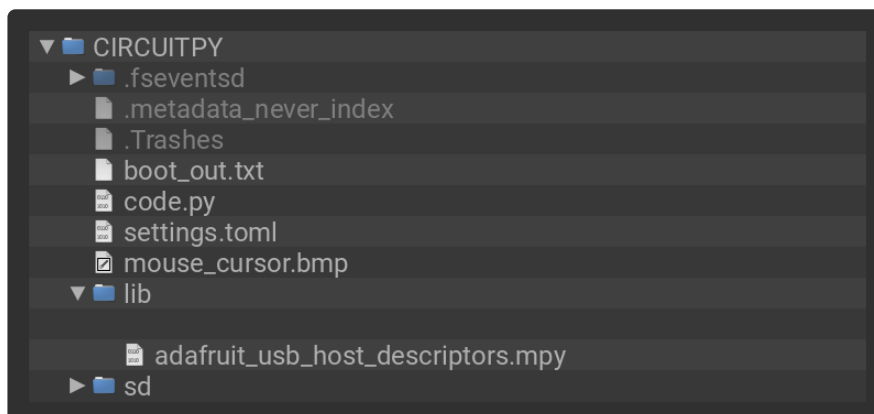 CIRCUITPY
.fseventsd
.metadata_never_index
.Trashes
boot_out.txt
code.py
settings.toml
mouse_cursor.bmp
lib
adafruit_usb_host_descriptors.mpy
sd